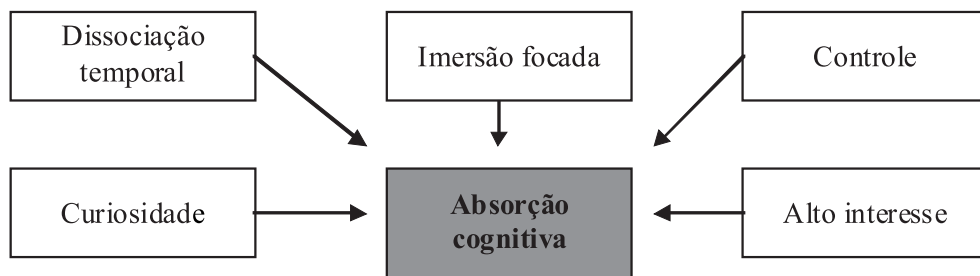 Dissociação
temporal
Imersão focada
Controle
Curiosidade
Absorção
cognitiva
Alto interesse